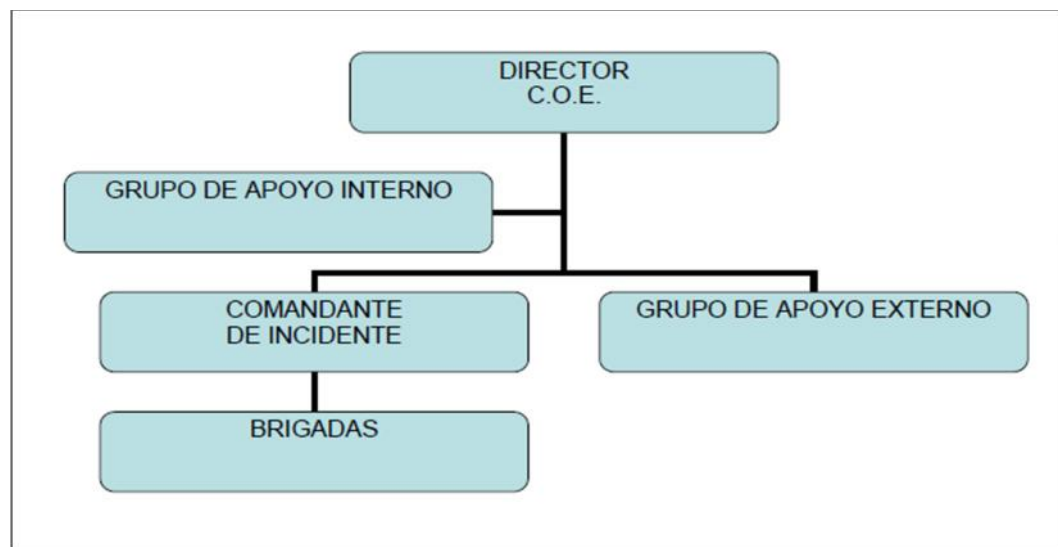 DIRECTOR
C.O.E.
GRUPO DE APOYO INTERNO
COMANDANTE
DE INCIDENTE
GRUPO DE APOYO EXTERNO
BRIGADAS